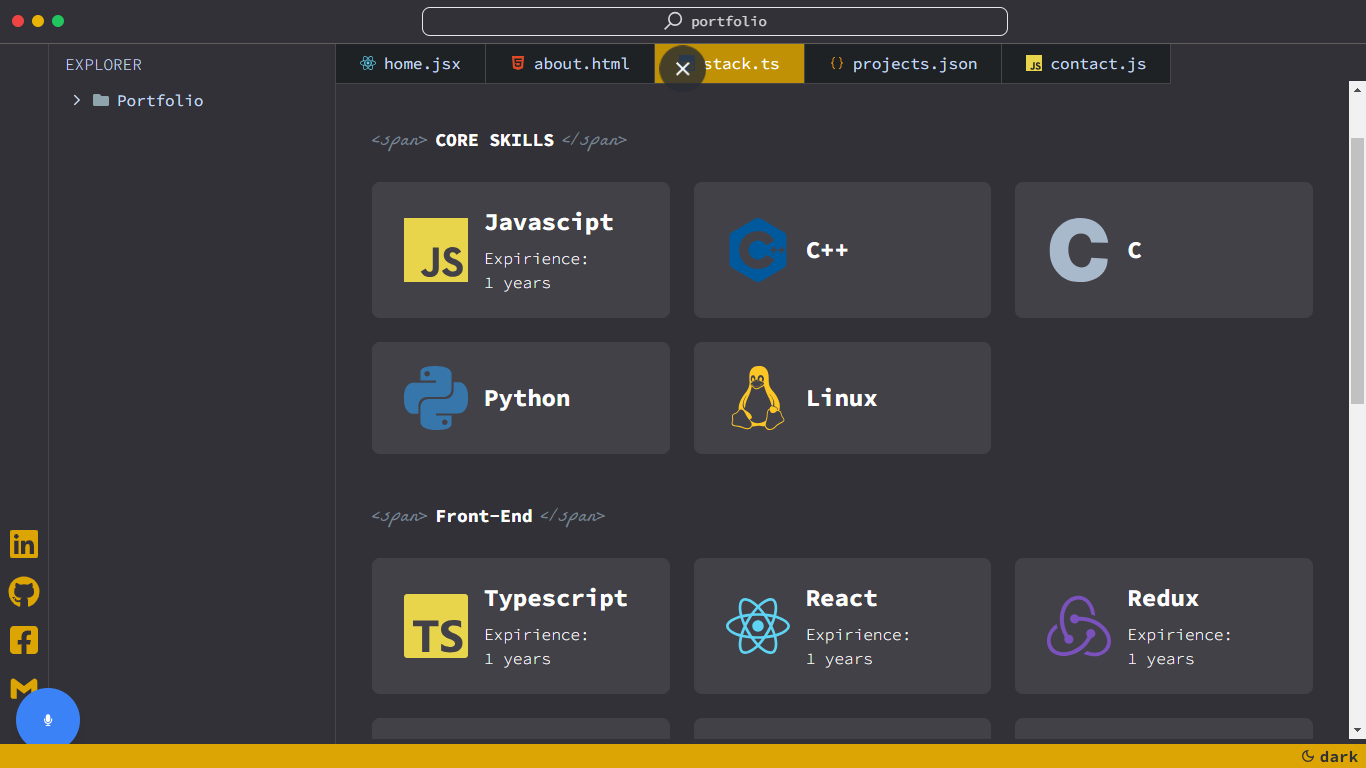 portfolio
EXPLORER
Portfolio
home.jsx
about.html
stack.ts
projects.json
JS
contact.js
<span> CORE SKILLS </span>
JS
Javascipt
Expirience:
1 years
C++
C
Python
Linux
<span> Front-End </span>
TS
Typescript
Expirience:
1 years
React
Expirience:
1 years
Redux
Expirience:
1 years
in
dark